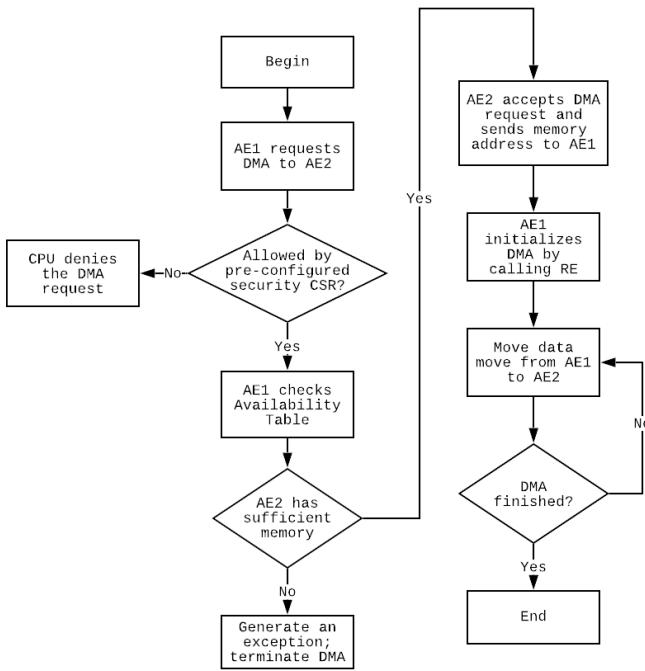 Begin
AE1 requests
DMA to AE2
Allowed by
pre-configured
security CSR?
No
CPU denies
the DMA
request
Yes
AE1 checks
Availability
Table
AE2 has
sufficient
memory
No
Generate an
exception;
terminate DMA
Yes
AE2 accepts DMA
request and
sends memory
address to AE1
AE1
initializes
DMA by
calling RE
Move data
move from AE1
to AE2
DMA
finished?
No
Yes
End